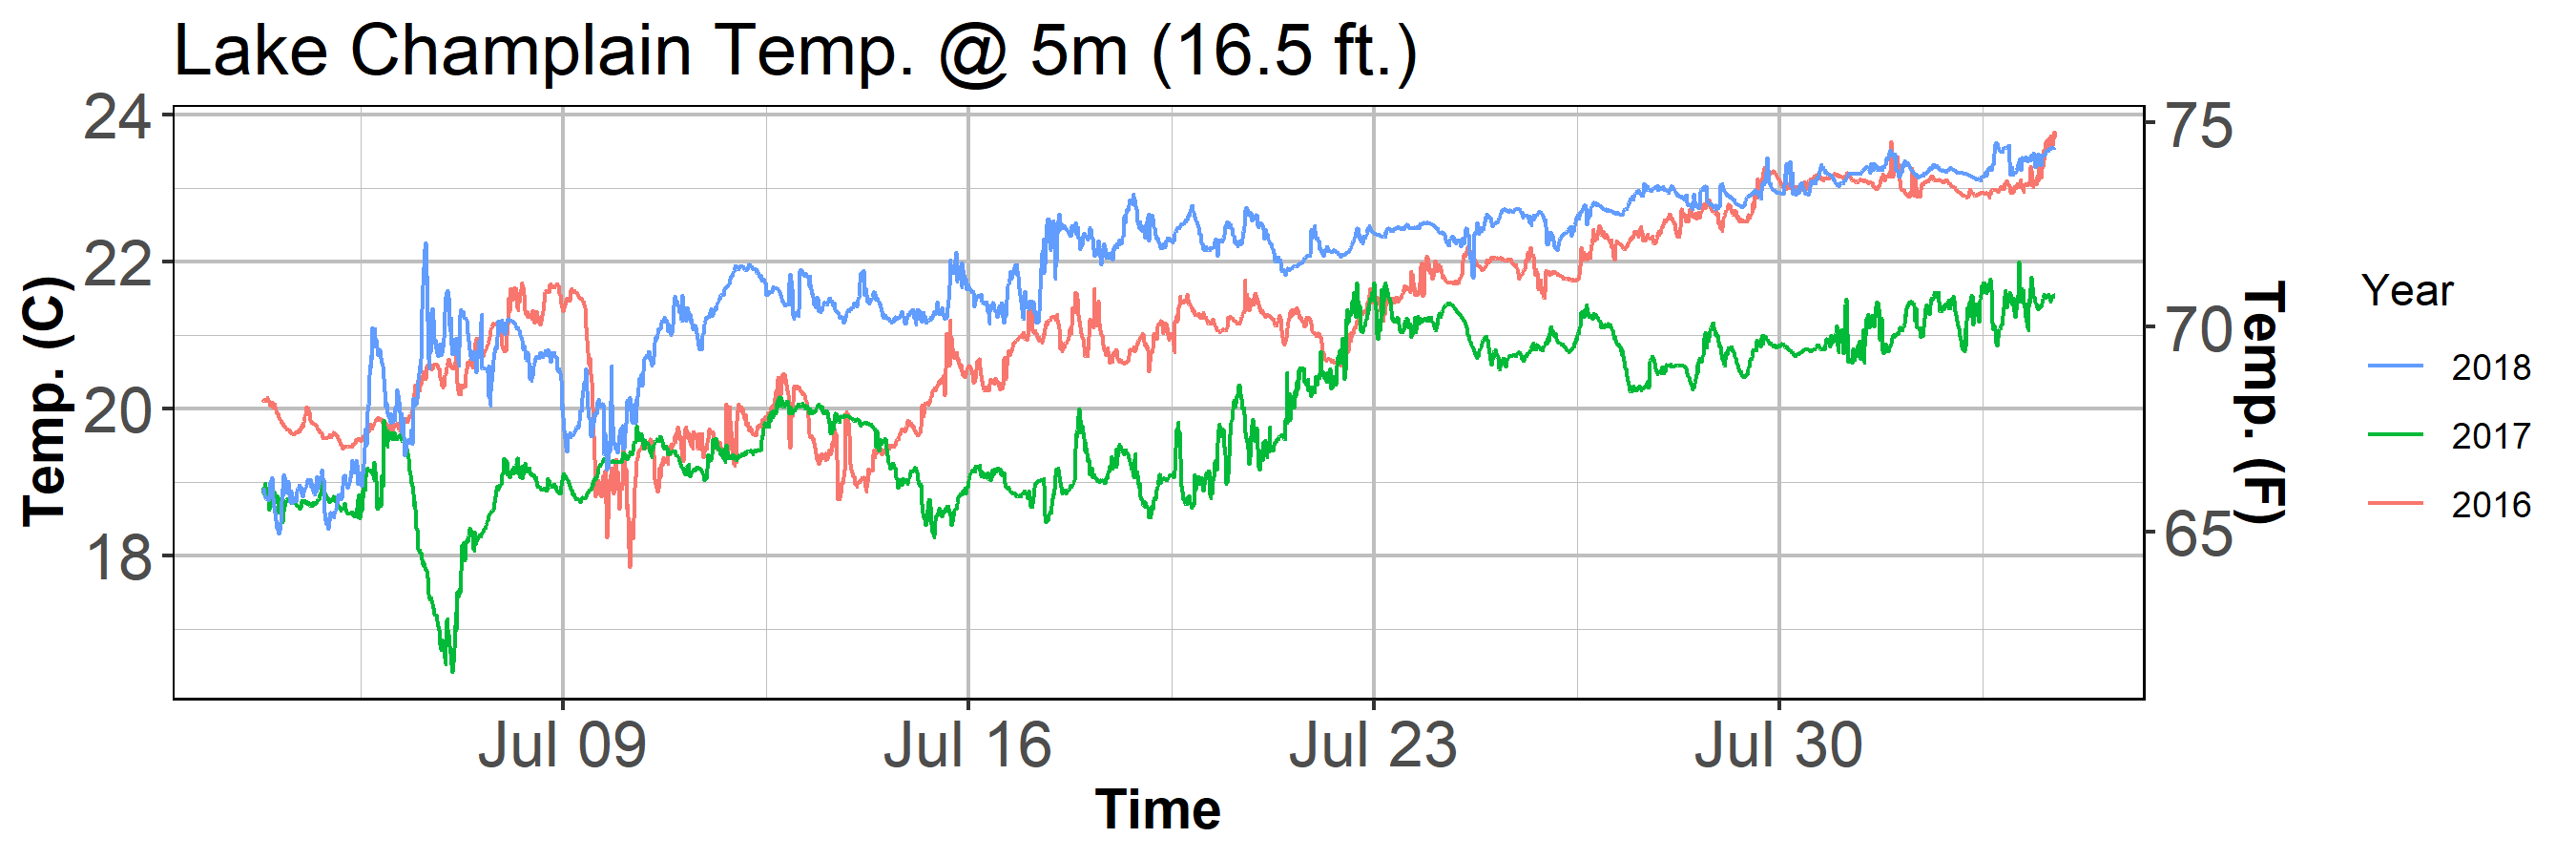 Lake Champlain Temp. @ 5m (16.5 ft.)
24
22
20
18
Temp. (C)
75
70
65
Temp. (F)
Jul 09
Jul 16
Jul 23
Jul 30
Time
Year
2018
2017
2016